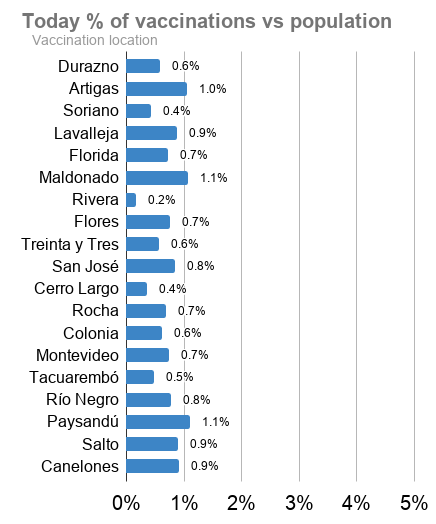 Today % of vaccinations vs population
Vaccination location
Durazno 0.6%
Artigas 1.0%
Soriano 0.4%
Lavalleja 0.9%
Florida 0.7%
Maldonado 1.1%
Rivera 0.2%
Flores 0.7%
Treinta y Tres 0.6%
San José 0.8%
Cerro Largo 0.4%
Rocha 0.7%
Colonia 0.6%
Montevideo 0.7%
Tacuarembó 0.5%
Río Negro 0.8%
Paysandú 1.1%
Salto 0.9%
Canelones 0.9%
0% 1% 2% 3% 4% 5%